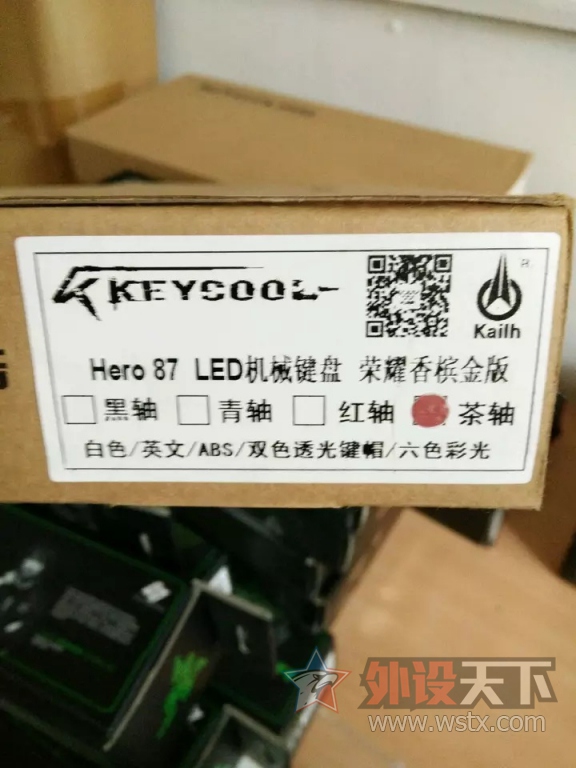 KEYCOOL
R
Kailh
Hero 87 LED机械键盘 荣耀香槟金版
黑轴 青轴 红轴 茶轴
白色/英文/ABS/双色透光键帽/六色彩光
外设天下
www.wstx.com